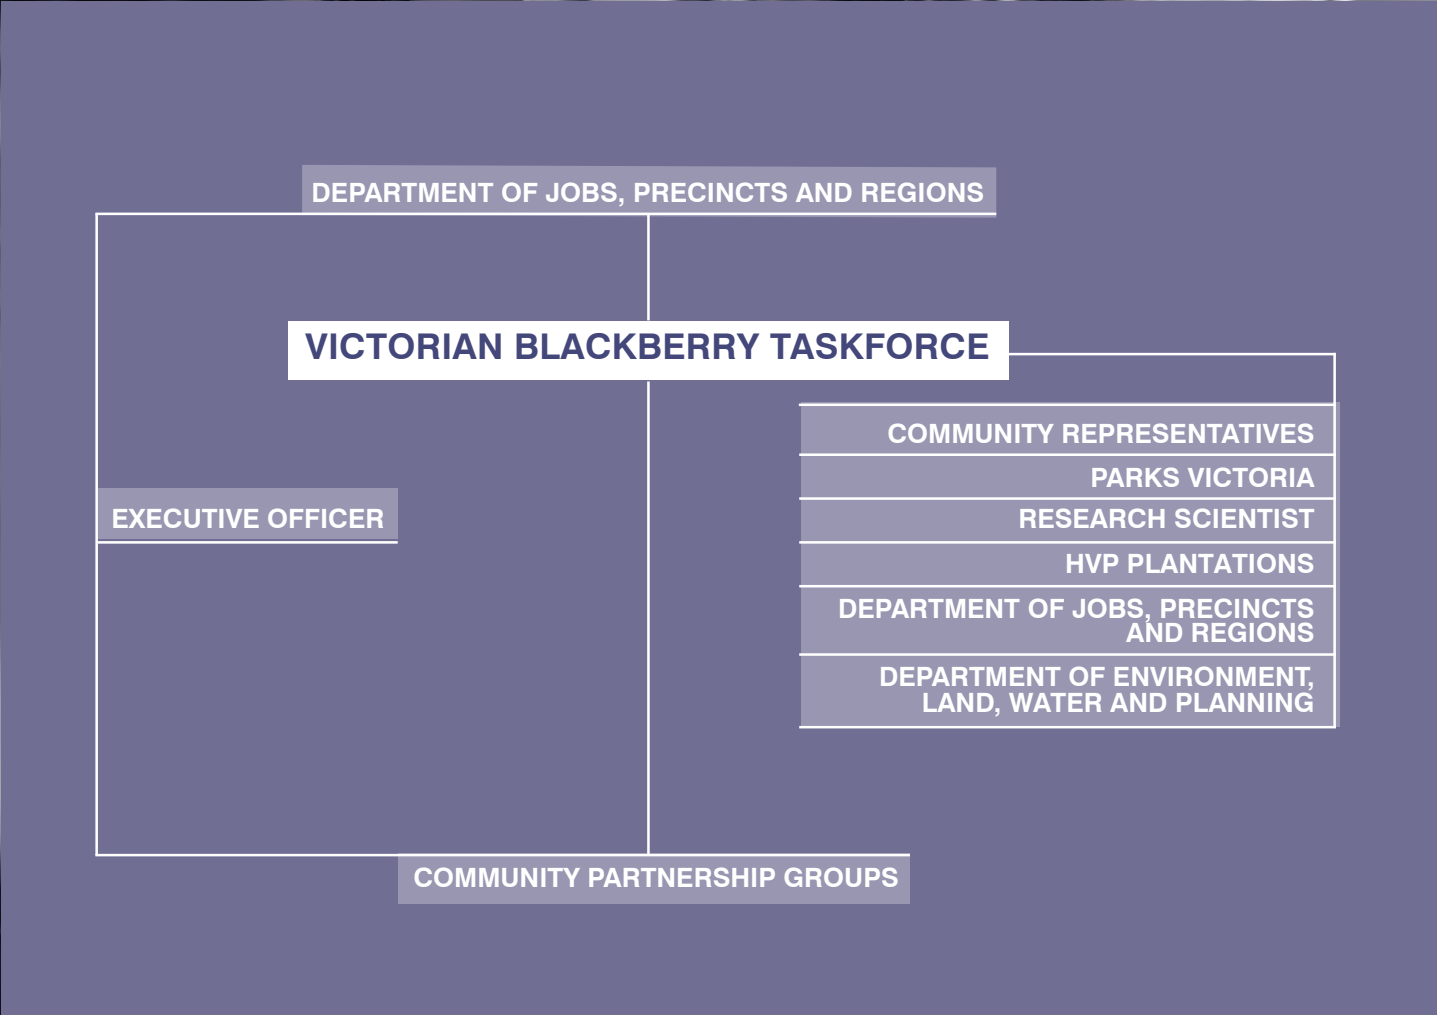 DEPARTMENT OF JOBS, PRECINCTS AND REGIONS
VICTORIAN BLACKBERRY TASKFORCE
COMMUNITY REPRESENTATIVES
PARKS VICTORIA
EXECUTIVE OFFICER
RESEARCH SCIENTIST
HVP PLANTATIONS
DEPARTMENT OF JOBS, PRECINCTS
AND REGIONS
DEPARTMENT OF ENVIRONMENT,
LAND, WATER AND PLANNING
COMMUNITY PARTNERSHIP GROUPS